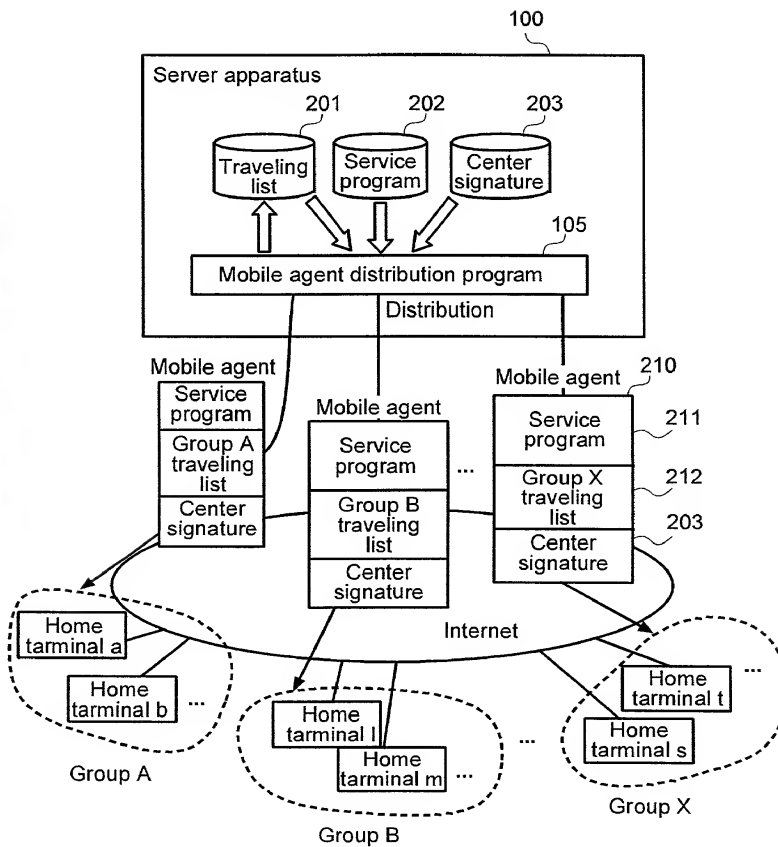 100
Server apparatus
201
202
203
Traveling
list
Service
program
Center
signature
105
Mobile agent distribution program
Distribution
Mobile agent
Service
program
Group A
traveling
list
Center
signature
Mobile agent
Service
program
Group B
traveling
list
Center
signature
...
Mobile agent
210
Service
program
211
Group X
traveling
list
212
Center
signature
203
Internet
Home
tarminal a
Home
tarminal b
...
Group A
Home
tarminal l
Home
tarminal m
...
Group B
...
Home
tarminal t
...
Home
tarminal s
Group X